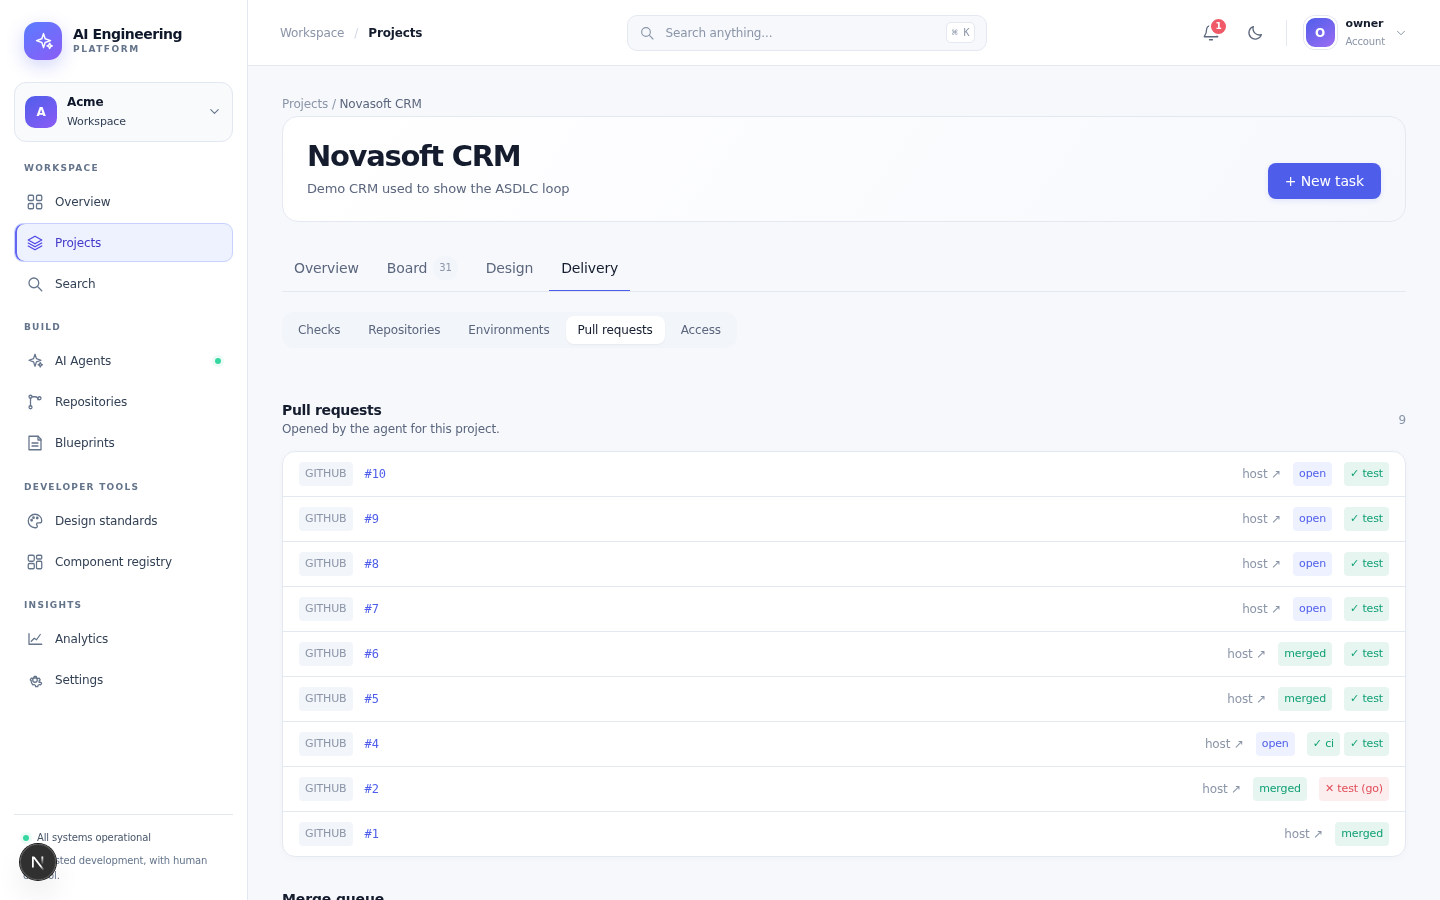 AI Engineering
PLATFORM
A
Acme
Workspace
WORKSPACE
Overview
Projects
Search
BUILD
AI Agents
Repositories
Blueprints
DEVELOPER TOOLS
Design standards
Component registry
INSIGHTS
Analytics
Settings
All systems operational
sted development, with human
N
Workspace / Projects
Search anything...
⌘ K
1
O
owner
Account
Projects / Novasoft CRM
Novasoft CRM
Demo CRM used to show the ASDLC loop
+ New task
Overview
Board 31
Design
Delivery
Checks
Repositories
Environments
Pull requests
Access
Pull requests
Opened by the agent for this project.
9
GITHUB #10 host ↗ open ✓ test
GITHUB #9 host ↗ open ✓ test
GITHUB #8 host ↗ open ✓ test
GITHUB #7 host ↗ open ✓ test
GITHUB #6 host ↗ merged ✓ test
GITHUB #5 host ↗ merged ✓ test
GITHUB #4 host ↗ open ✓ ci ✓ test
GITHUB #2 host ↗ merged ✕ test (go)
GITHUB #1 host ↗ merged
Merge queue